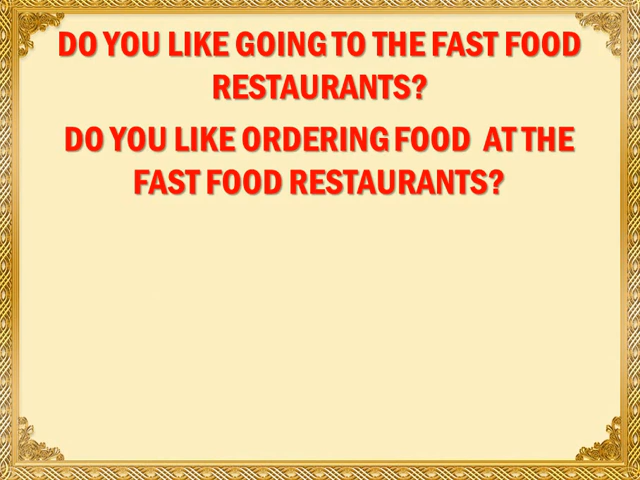 DO YOU LIKE GOING TO THE FAST FOOD
RESTAURANTS?
DO YOU LIKE ORDERING FOOD  AT THE
FAST FOOD RESTAURANTS?